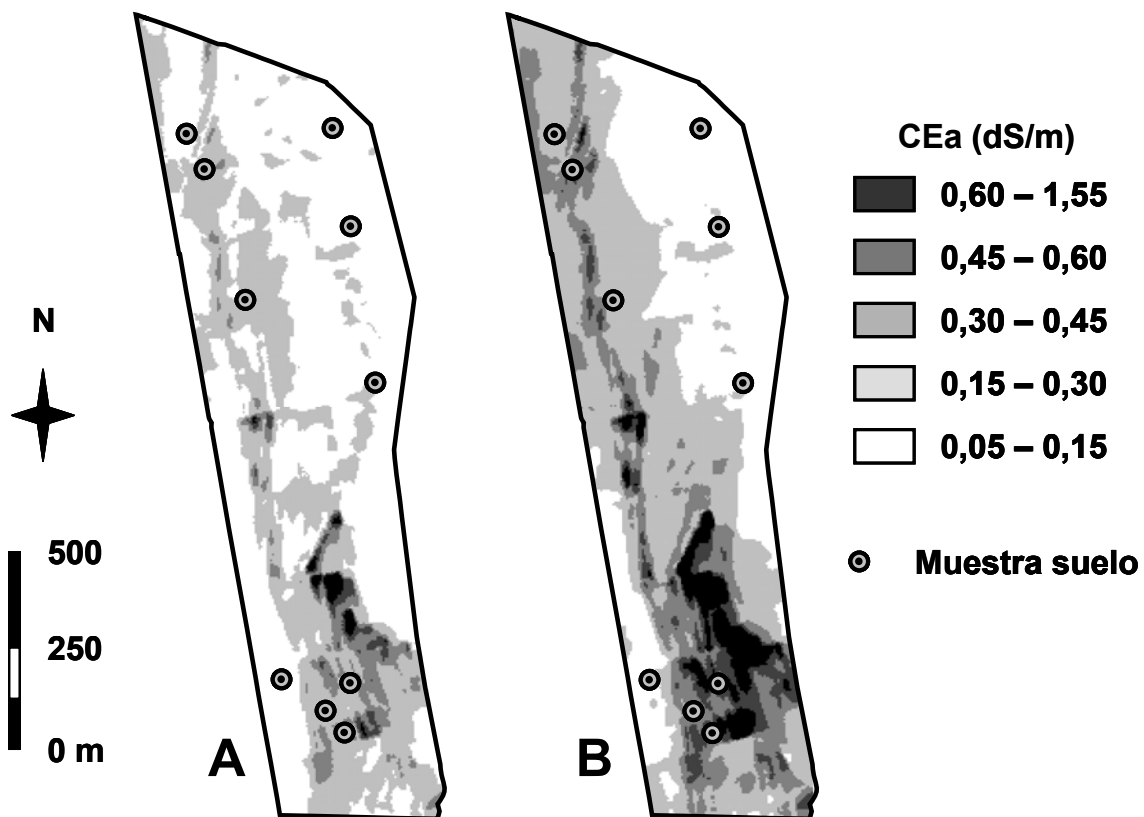 CEa (dS/m)
0,60 – 1,55
0,45 – 0,60
0,30 – 0,45
0,15 – 0,30
0,05 – 0,15
Muestra suelo
N
500
250
0 m
A
B